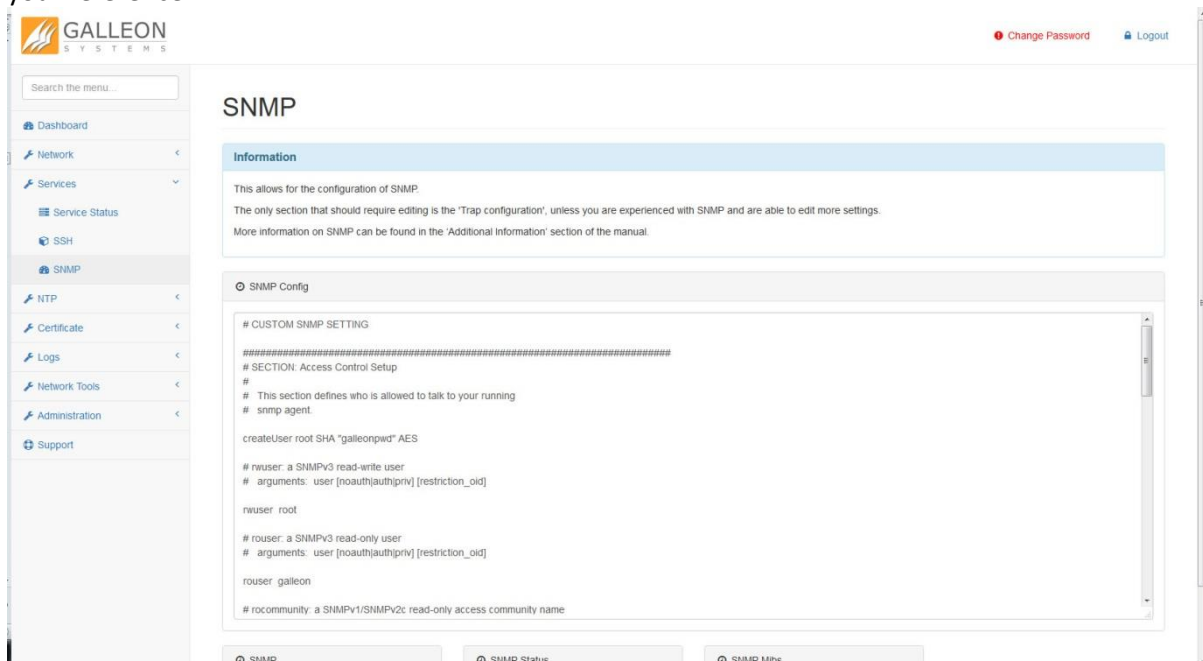 GALLEON
SYSTEMS
Change Password
Logout
Search the menu...
Dashboard
Network
Services
Service Status
SSH
SNMP
NTP
Certificate
Logs
Network Tools
Administration
Support
SNMP
Information
This allows for the configuration of SNMP.
The only section that should require editing is the 'Trap configuration', unless you are experienced with SNMP and are able to edit more settings.
More information on SNMP can be found in the 'Additional Information' section of the manual.
SNMP Config
# CUSTOM SNMP SETTING
###########################################################################
# SECTION: Access Control Setup
#
# This section defines who is allowed to talk to your running
# snmp agent.
createUser root SHA "galleonpwd" AES
# rwuser: a SNMPv3 read-write user
# arguments: user [noauth|auth|priv] [restriction_oid]
rwuser root
# rouser: a SNMPv3 read-only user
# arguments: user [noauth|auth|priv] [restriction_oid]
rouser galleon
# rocommunity: a SNMPv1/SNMPv2c read-only access community name
SNMP
SNMP Status
SNMP Mibs